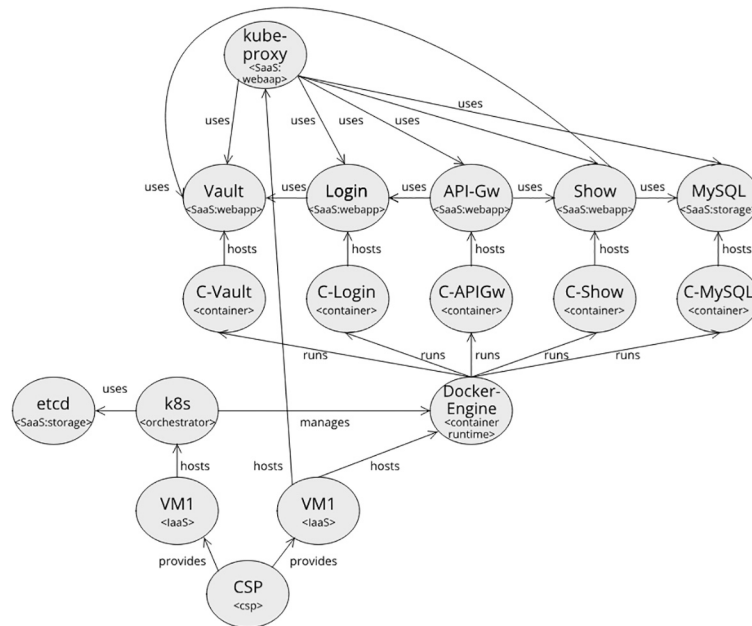 kube-
proxy
<SaaS:
webaap>
uses
uses
uses
uses
uses
uses
Vault
<SaaS:webapp>
uses
Login
<SaaS:webapp>
uses
API-Gw
<SaaS:webapp>
uses
Show
<SaaS:webapp>
uses
MySQL
<SaaS:storage>
hosts
hosts
hosts
hosts
hosts
C-Vault
<container>
C-Login
<container>
C-APIGw
<container>
C-Show
<container>
C-MySQL
<container>
runs
runs
runs
runs
runs
etcd
<SaaS:storage>
uses
k8s
<orchestrator>
manages
Docker-
Engine
<container
runtime>
hosts
hosts
hosts
VM1
<IaaS>
VM1
<IaaS>
provides
provides
CSP
<csp>